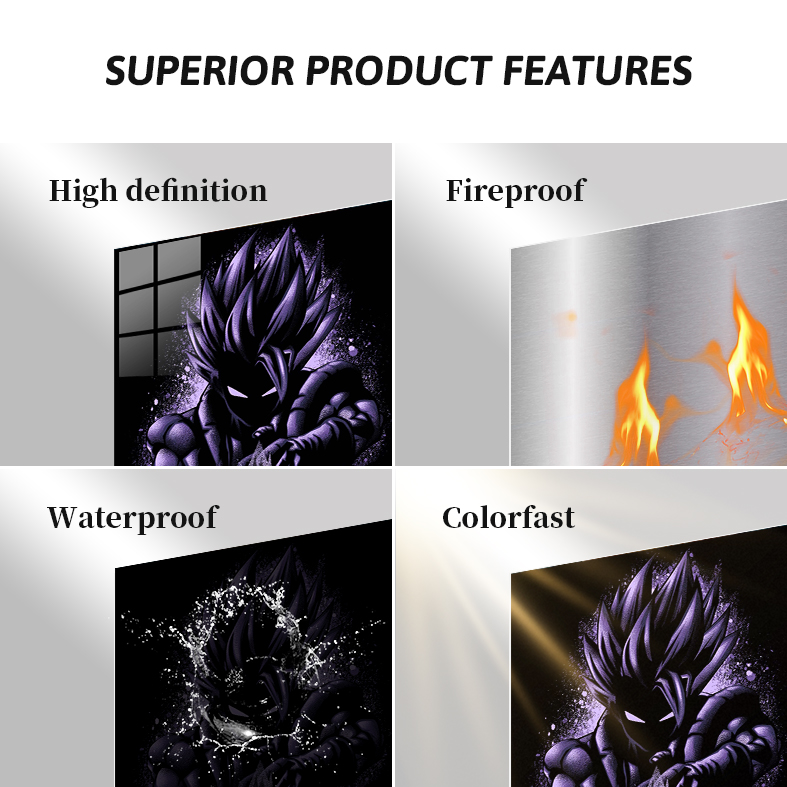 SUPERIOR PRODUCT FEATURES
High definition
Fireproof
Waterproof
Colorfast